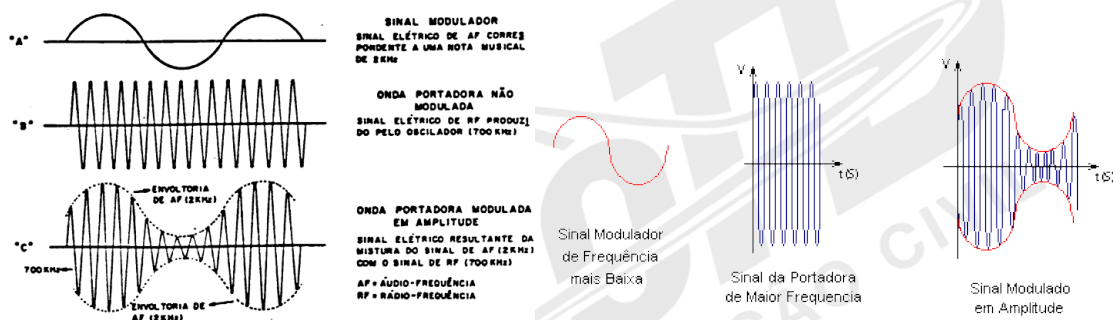 "A"
SINAL MODULADOR
SINAL ELÉTRICO DE AF CORRES
PONDENTE A UMA NOTA MUSICAL
DE 2KHz
"B"
ONDA PORTADORA NÃO
MODULADA
SINAL ELÉTRICO DE RF PRODUZI
DO PELO OSCILADOR (700 KHz)
"C"
ENVOLTORIA
DE AF (2KHz)
700KHz
ENVOLTORIA DE
AF (2KHz)
ONDA PORTADORA MODULADA
EM AMPLITUDE
SINAL ELÉTRICO RESULTANTE DA
MISTURA DO SINAL DE AF (2KHz)
COM O SINAL DE RF (700KHz)
AF = ÁUDIO-FREQUÊNCIA
RF = RÁDIO-FREQUÊNCIA
Sinal Modulador
de Frequência
mais Baixa
V
t(S)
Sinal da Portadora
de Maior Frequencia
V
t(S)
Sinal Modulado
em Amplitude